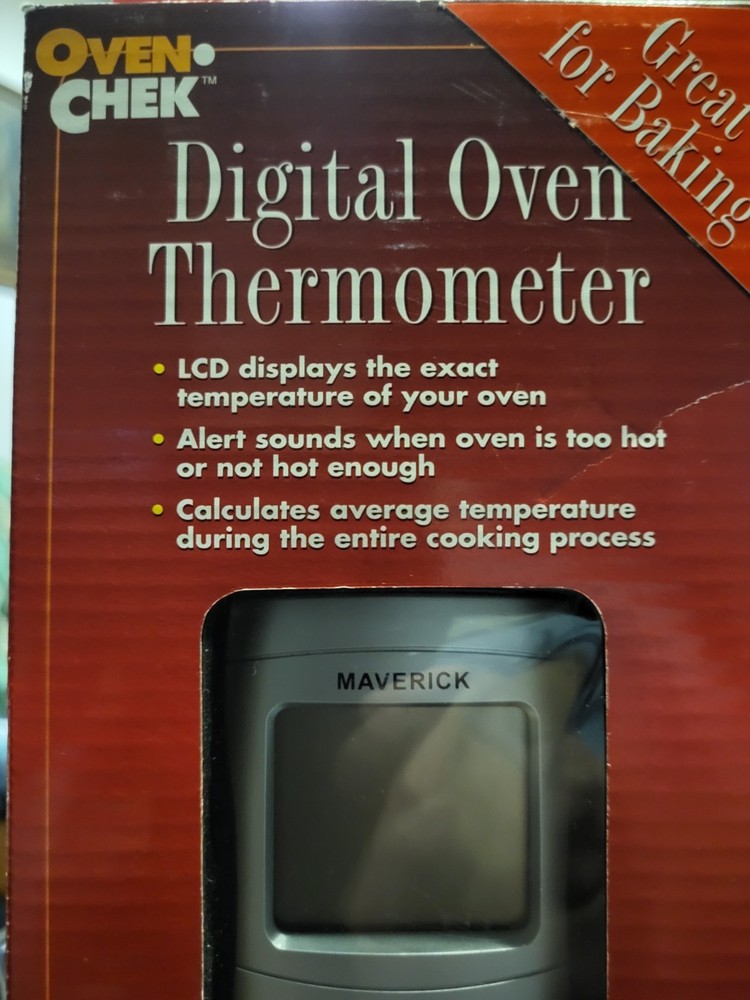 OVEN
CHEK™
Great
for Baking
Digital Oven
Thermometer
• LCD displays the exact
temperature of your oven
• Alert sounds when oven is too hot
or not hot enough
• Calculates average temperature
during the entire cooking process
MAVERICK